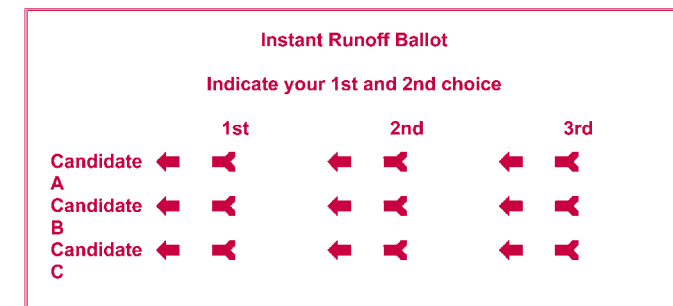 Instant Runoff Ballot
Indicate your 1st and 2nd choice
1st 2nd 3rd
Candidate
A
Candidate
B
Candidate
C